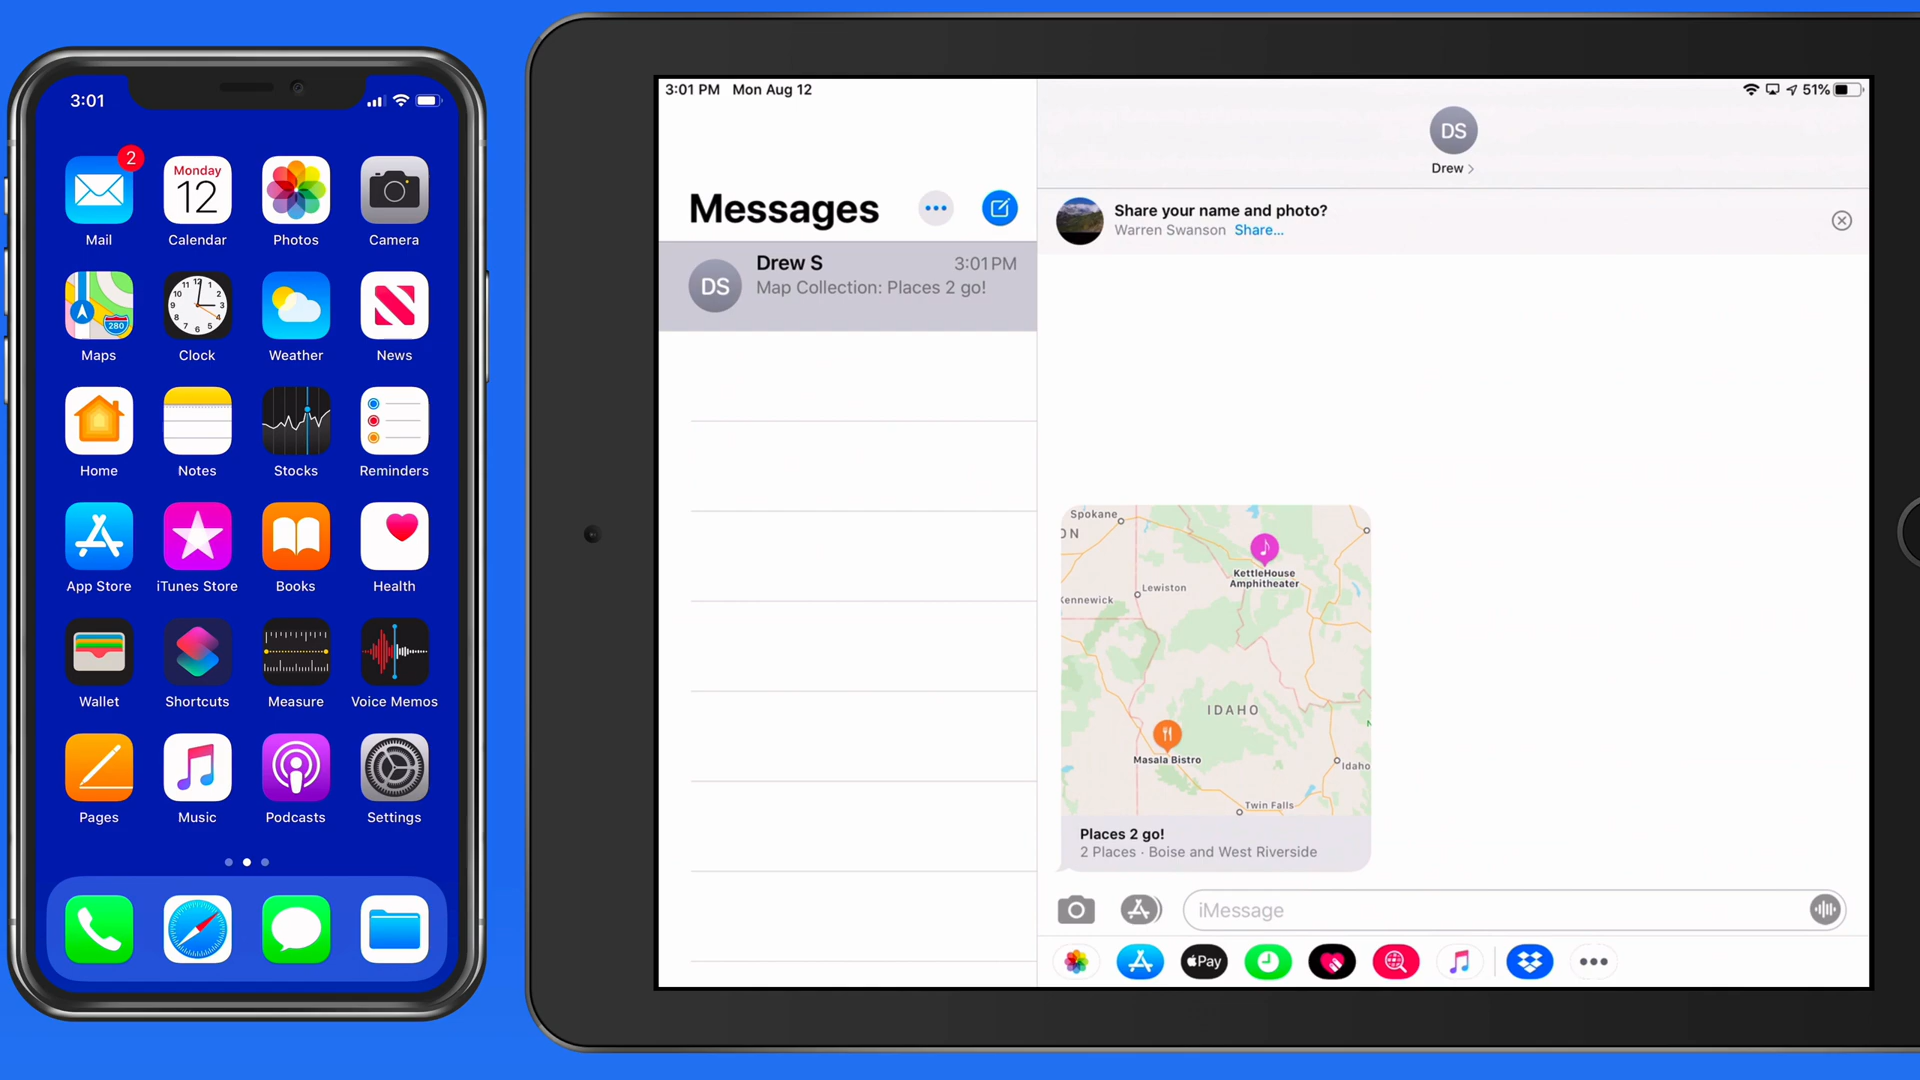 3:01
2
Mail
Monday
12
Calendar
Photos
Camera
280
Maps
Clock
Weather
News
Home
Notes
Stocks
Reminders
App Store
iTunes Store
Books
Health
Wallet
Shortcuts
Measure
Voice Memos
Pages
Music
Podcasts
Settings
3:01 PM Mon Aug 12
51%
Messages
DS
Drew S
3:01 PM
Map Collection: Places 2 go!
DS
Drew >
Share your name and photo?
Warren Swanson Share...
Spokane
ON
KettleHouse
Amphitheater
Lewiston
Kennewick
IDAHO
Masala Bistro
Idaho
Twin Falls
Places 2 go!
2 Places · Boise and West Riverside
iMessage
Pay